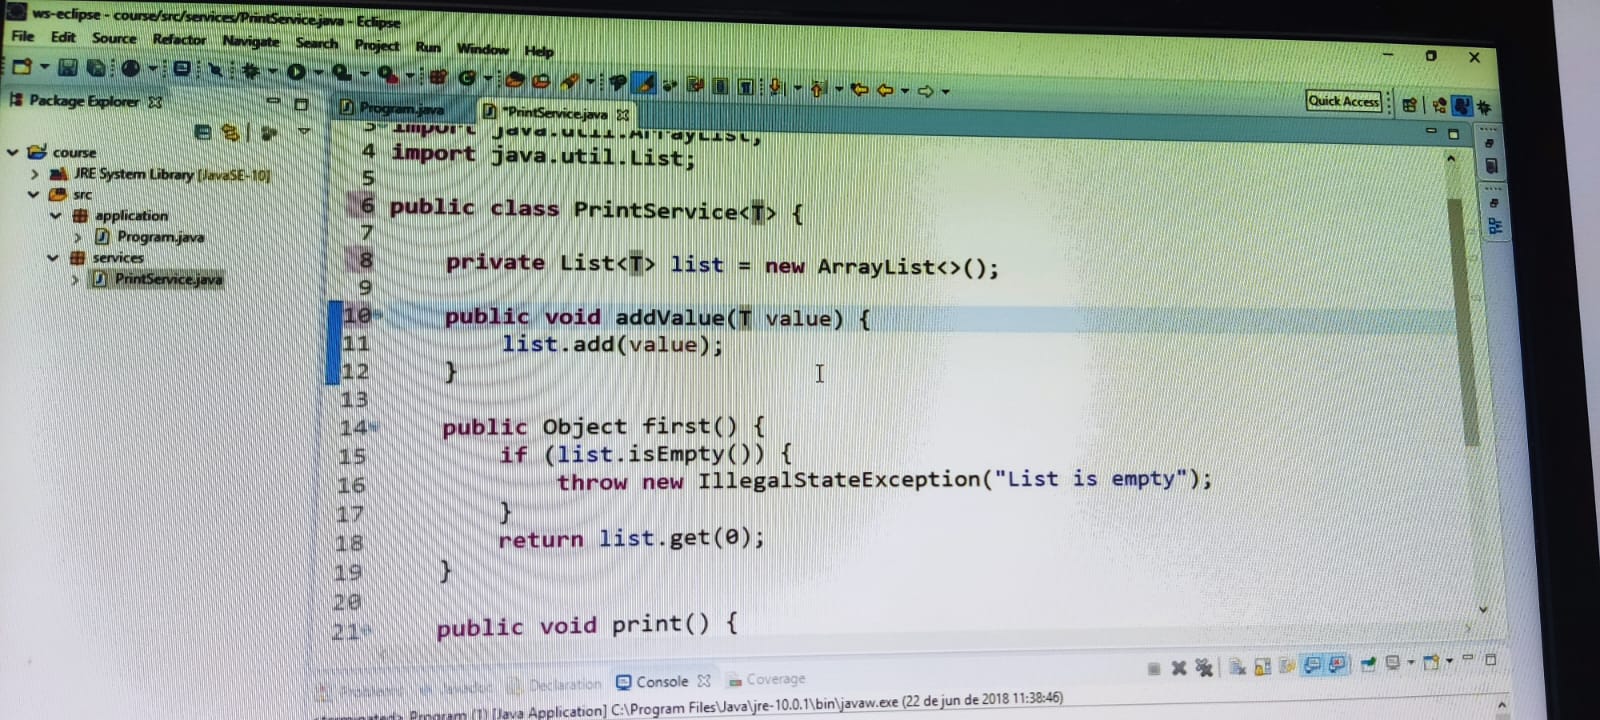 ws-eclipse - course/src/services/PrintService.java - Eclipse
File Edit Source Refactor Navigate Search Project Run Window Help
Quick Access
Package Explorer
Program.java *PrintService.java
course
JRE System Library [JavaSE-10]
src
application
Program.java
services
PrintService.java
3 import java.util.ArrayList;
4 import java.util.List;
5
6 public class PrintService<T> {
7
8 private List<T> list = new ArrayList<>();
9
10 public void addValue(T value) {
11 list.add(value);
12 }
13
14 public Object first() {
15 if (list.isEmpty()) {
16 throw new IllegalStateException("List is empty");
17 }
18 return list.get(0);
19 }
20
21 public void print() {
Problems Javadoc Declaration Console Coverage
<terminated> Program (1) [Java Application] C:\Program Files\Java\jre-10.0.1\bin\javaw.exe (22 de jun de 2018 11:38:46)